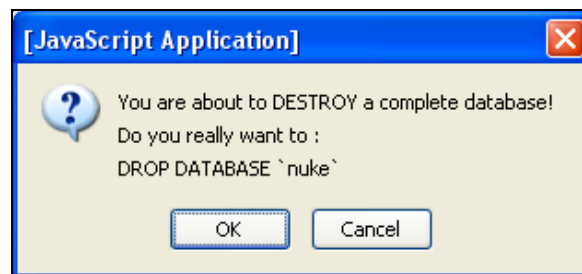 [JavaScript Application]
You are about to DESTROY a complete database!
Do you really want to :
DROP DATABASE `nuke`
OK Cancel